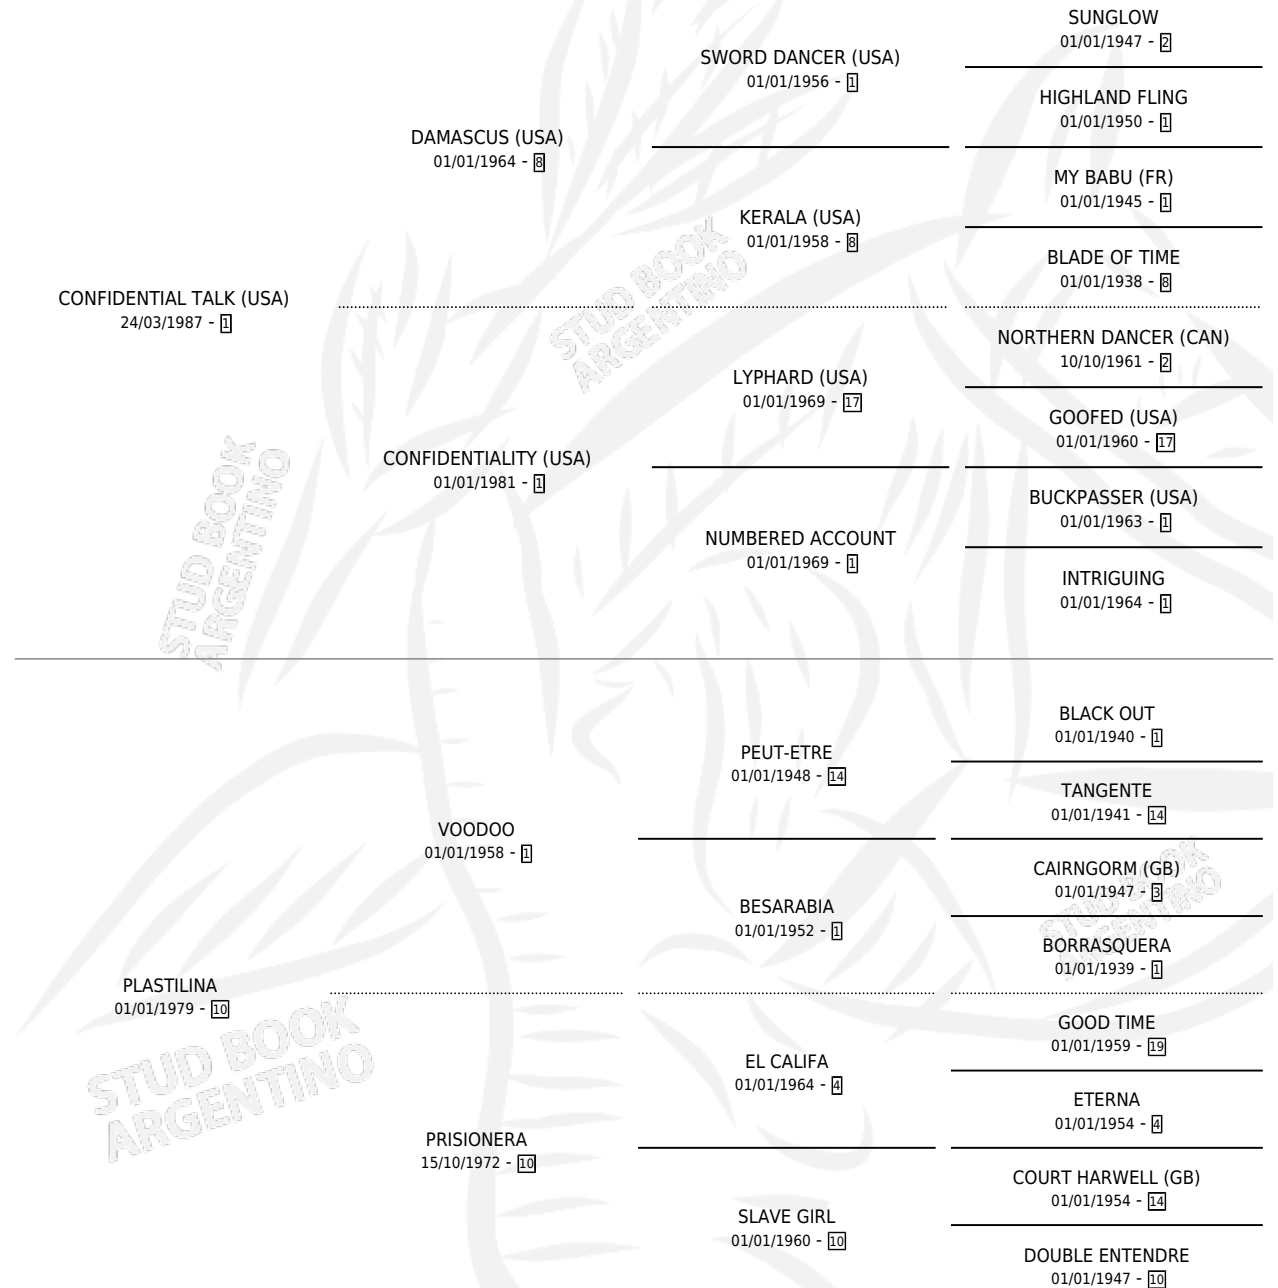 SUNGLOW
01/01/1947 - 2
SWORD DANCER (USA)
01/01/1956 - 1
HIGHLAND FLING
01/01/1950 - 1
DAMASCUS (USA)
01/01/1964 - 8
MY BABU (FR)
01/01/1945 - 1
KERALA (USA)
01/01/1958 - 8
BLADE OF TIME
01/01/1938 - 8
CONFIDENTIAL TALK (USA)
24/03/1987 - 1
NORTHERN DANCER (CAN)
10/10/1961 - 2
LYPHARD (USA)
01/01/1969 - 17
GOOFED (USA)
01/01/1960 - 17
CONFIDENTIALITY (USA)
01/01/1981 - 1
BUCKPASSER (USA)
01/01/1963 - 1
NUMBERED ACCOUNT
01/01/1969 - 1
INTRIGUING
01/01/1964 - 1
STUD BOOK
ARGENTINO
STUD BOOK
ARGENTINO
BLACK OUT
01/01/1940 - 1
PEUT-ETRE
01/01/1948 - 14
TANGENTE
01/01/1941 - 14
VOODOO
01/01/1958 - 1
CAIRNGORM (GB)
01/01/1947 - 3
BESARABIA
01/01/1952 - 1
BORRASQUERA
01/01/1939 - 1
STUD BOOK
ARGENTINO
PLASTILINA
01/01/1979 - 10
GOOD TIME
01/01/1959 - 19
EL CALIFA
01/01/1964 - 4
ETERNA
01/01/1954 - 4
STUD BOOK
ARGENTINO
PRISIONERA
15/10/1972 - 10
COURT HARWELL (GB)
01/01/1954 - 14
SLAVE GIRL
01/01/1960 - 10
DOUBLE ENTENDRE
01/01/1947 - 10